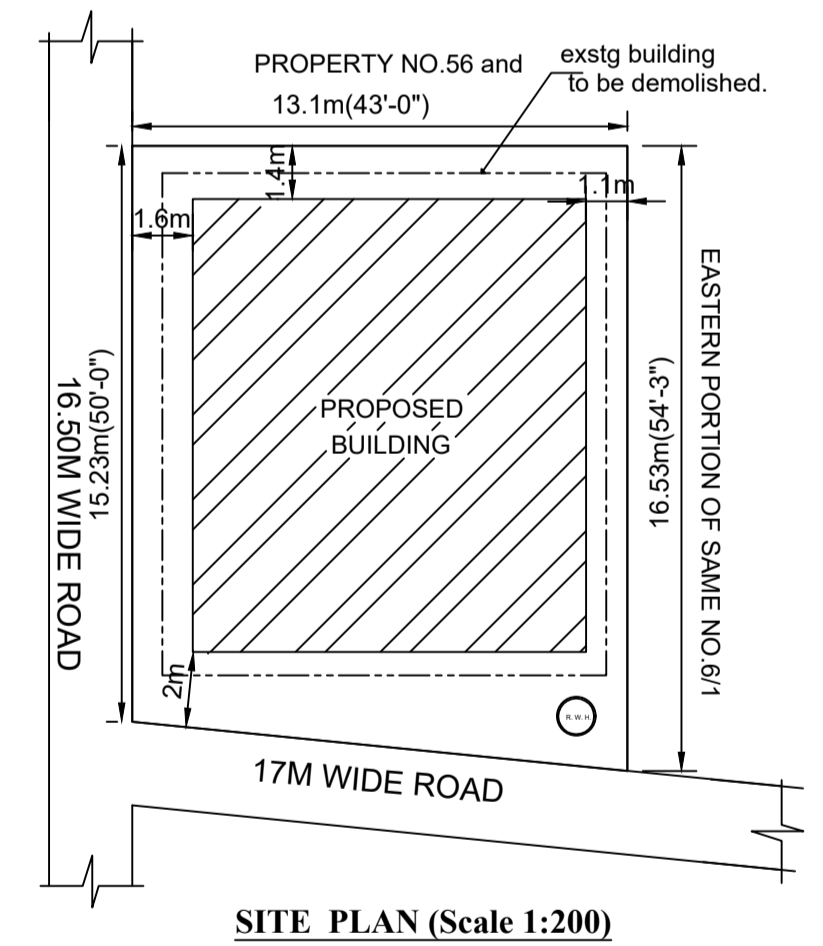 PROPERTY NO.56 and
13.1m(43'-0")
exstg building
to be demolished.
1.4m
1.1m
1.6m
EASTERN PORTION OF SAME NO.6/1
16.50M WIDE ROAD
15.23m(50'-0")
16.53m(54'-3")
PROPOSED
BUILDING
2m
R. W. H.
17M WIDE ROAD
SITE PLAN (Scale 1:200)